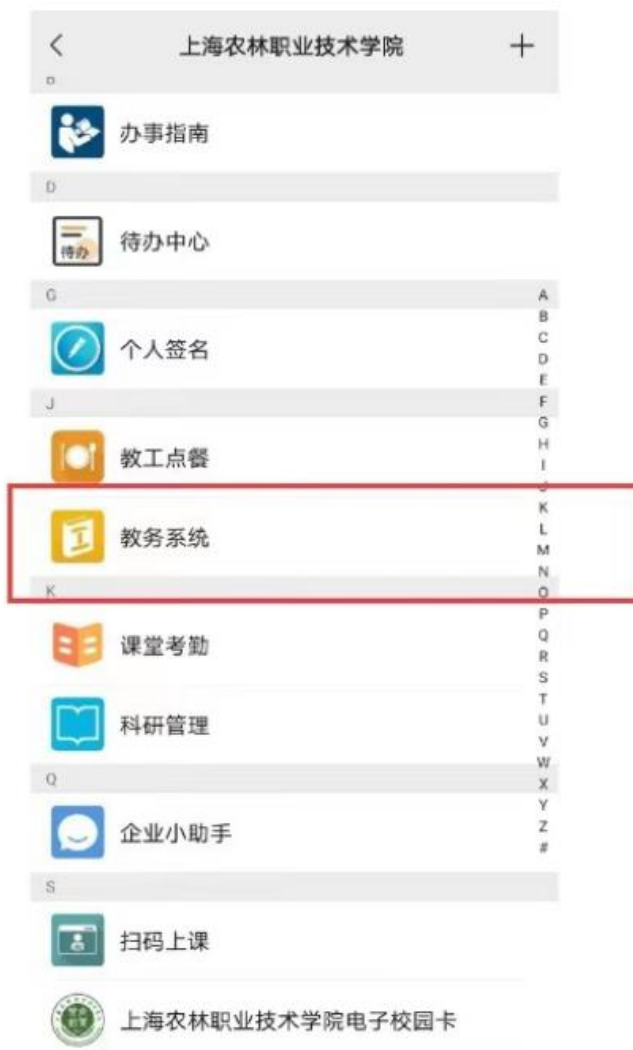 上海农林职业技术学院
办事指南
D
待办
待办中心
G
个人签名
J
教工点餐
教务系统
K
课堂考勤
科研管理
Q
企业小助手
S
扫码上课
上海农林职业技术学院电子校园卡
A
B
C
D
E
F
G
H
I
K
L
M
N
O
P
Q
R
S
T
U
V
W
X
Y
Z
#